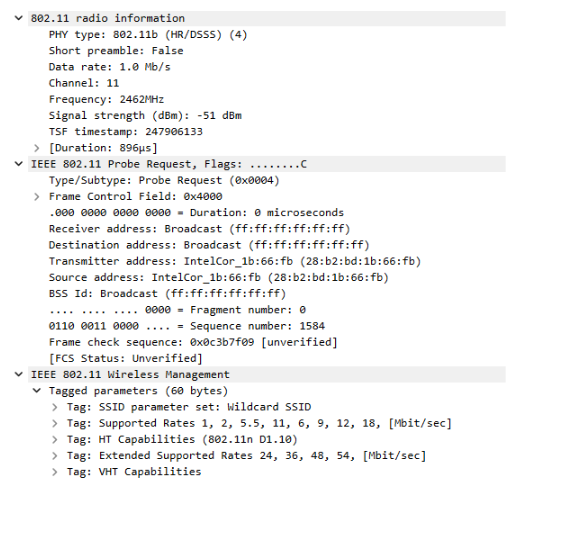 802.11 radio information
PHY type: 802.11b (HR/DSSS) (4)
Short preamble: False
Data rate: 1.0 Mb/s
Channel: 11
Frequency: 2462MHz
Signal strength (dBm): -51 dBm
TSF timestamp: 247906133
[Duration: 896µs]
IEEE 802.11 Probe Request, Flags: ........C
Type/Subtype: Probe Request (0x0004)
Frame Control Field: 0x4000
.000 0000 0000 0000 = Duration: 0 microseconds
Receiver address: Broadcast (ff:ff:ff:ff:ff:ff)
Destination address: Broadcast (ff:ff:ff:ff:ff:ff)
Transmitter address: IntelCor_1b:66:fb (28:b2:bd:1b:66:fb)
Source address: IntelCor_1b:66:fb (28:b2:bd:1b:66:fb)
BSS Id: Broadcast (ff:ff:ff:ff:ff:ff)
.... .... .... 0000 = Fragment number: 0
0110 0011 0000 .... = Sequence number: 1584
Frame check sequence: 0x0c3b7f09 [unverified]
[FCS Status: Unverified]
IEEE 802.11 Wireless Management
Tagged parameters (60 bytes)
Tag: SSID parameter set: Wildcard SSID
Tag: Supported Rates 1, 2, 5.5, 11, 6, 9, 12, 18, [Mbit/sec]
Tag: HT Capabilities (802.11n D1.10)
Tag: Extended Supported Rates 24, 36, 48, 54, [Mbit/sec]
Tag: VHT Capabilities